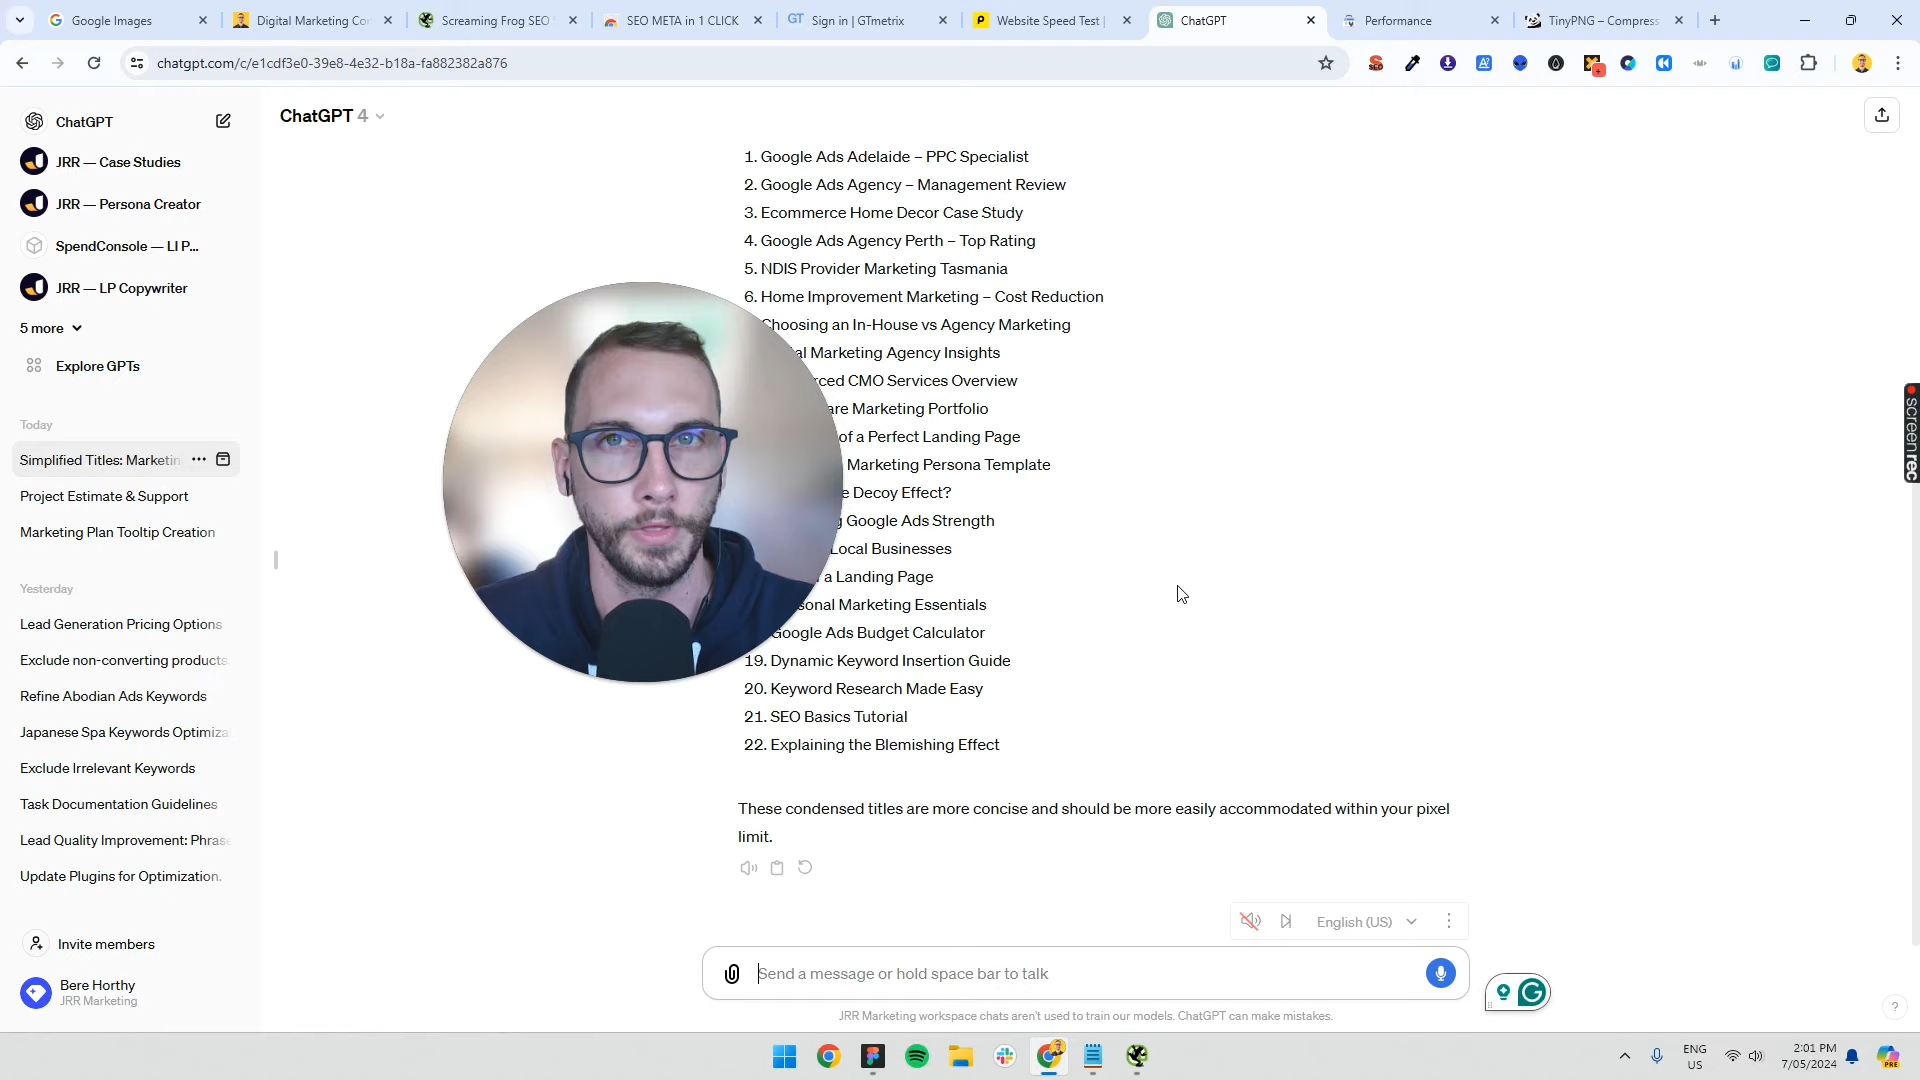 Google Images
Digital Marketing Co
Screaming Frog SEO
SEO META in 1 CLICK
GT
Sign in | GTmetrix
Website Speed Test |
ChatGPT
Performance
TinyPNG – Compress
chatgpt.com/c/e1cdf3e0-39e8-4e32-b18a-fa882382a876
ChatGPT
JRR — Case Studies
JRR — Persona Creator
SpendConsole — LI P...
JRR — LP Copywriter
5 more
Explore GPTs
Today
Simplified Titles: Marketin
Project Estimate & Support
Marketing Plan Tooltip Creation
Yesterday
Lead Generation Pricing Options
Exclude non-converting products.
Refine Abodian Ads Keywords
Japanese Spa Keywords Optimiza
Exclude Irrelevant Keywords
Task Documentation Guidelines
Lead Quality Improvement: Phras
Update Plugins for Optimization.
Invite members
Bere Horthy
JRR Marketing
ChatGPT 4
1. Google Ads Adelaide – PPC Specialist
2. Google Ads Agency – Management Review
3. Ecommerce Home Decor Case Study
4. Google Ads Agency Perth – Top Rating
5. NDIS Provider Marketing Tasmania
6. Home Improvement Marketing – Cost Reduction
Choosing an In-House vs Agency Marketing
Marketing Agency Insights
CMO Services Overview
Marketing Portfolio
of a Perfect Landing Page
Marketing Persona Template
Decoy Effect?
Google Ads Strength
Local Businesses
a Landing Page
Marketing Essentials
Google Ads Budget Calculator
19. Dynamic Keyword Insertion Guide
20. Keyword Research Made Easy
21. SEO Basics Tutorial
22. Explaining the Blemishing Effect
These condensed titles are more concise and should be more easily accommodated within your pixel
limit.
English (US)
Send a message or hold space bar to talk
JRR Marketing workspace chats aren't used to train our models. ChatGPT can make mistakes.
?
screenrec
ENG
US
2:01 PM
7/05/2024